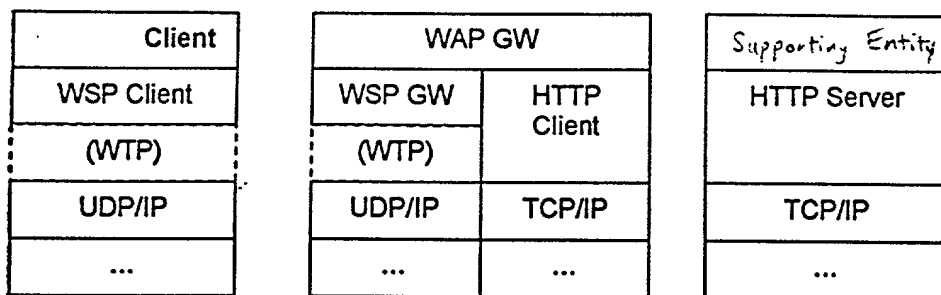 Client
WSP Client
(WTP)
UDP/IP
...
WAP GW
WSP GW
HTTP
Client
(WTP)
UDP/IP
TCP/IP
...
...
Supporting Entity
HTTP Server
TCP/IP
...